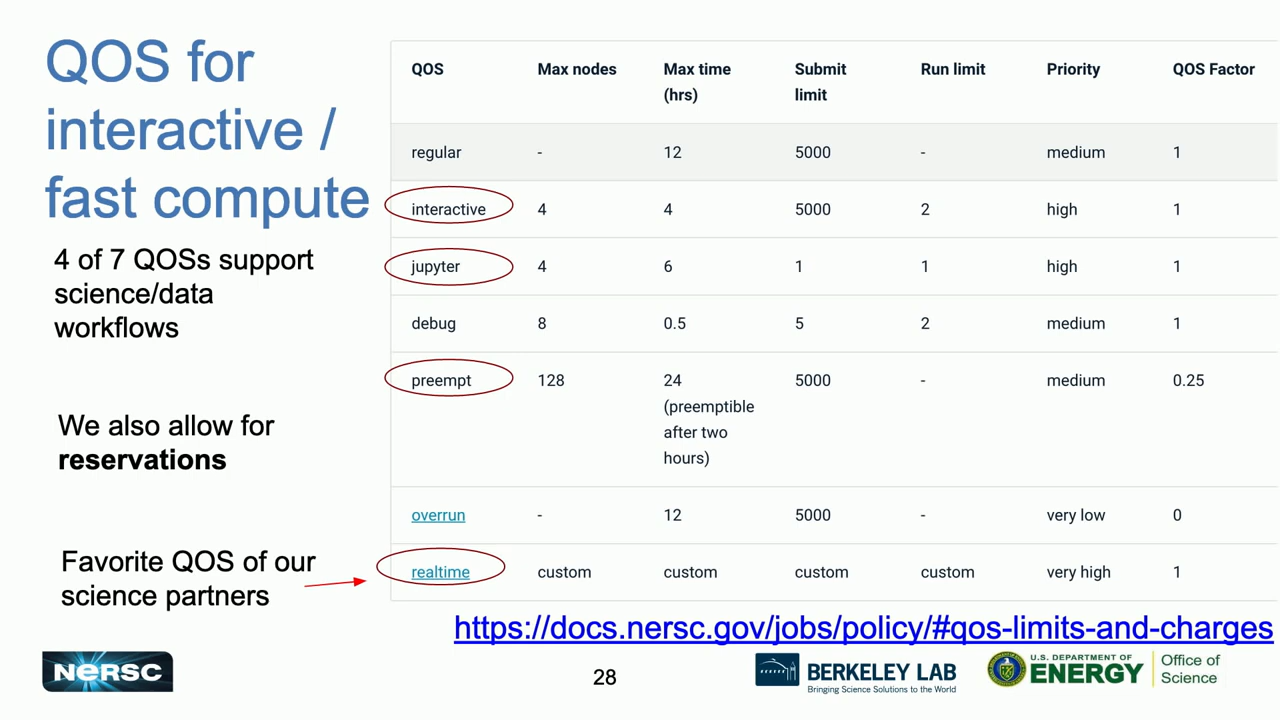 QOS for
interactive /
fast compute
4 of 7 QOSs support
science/data
workflows
We also allow for
reservations
Favorite QOS of our
science partners
QOS Max nodes Max time (hrs) Submit limit Run limit Priority QOS Factor
regular - 12 5000 - medium 1
interactive 4 4 5000 2 high 1
jupyter 4 6 1 1 high 1
debug 8 0.5 5 2 medium 1
preempt 128 24 (preemptible after two hours) 5000 - medium 0.25
overrun - 12 5000 - very low 0
realtime custom custom custom custom very high 1
https://docs.nersc.gov/jobs/policy/#qos-limits-and-charges
NERSC
28
BERKELEY LAB
Bringing Science Solutions to the World
U.S. DEPARTMENT OF
ENERGY
Office of
Science